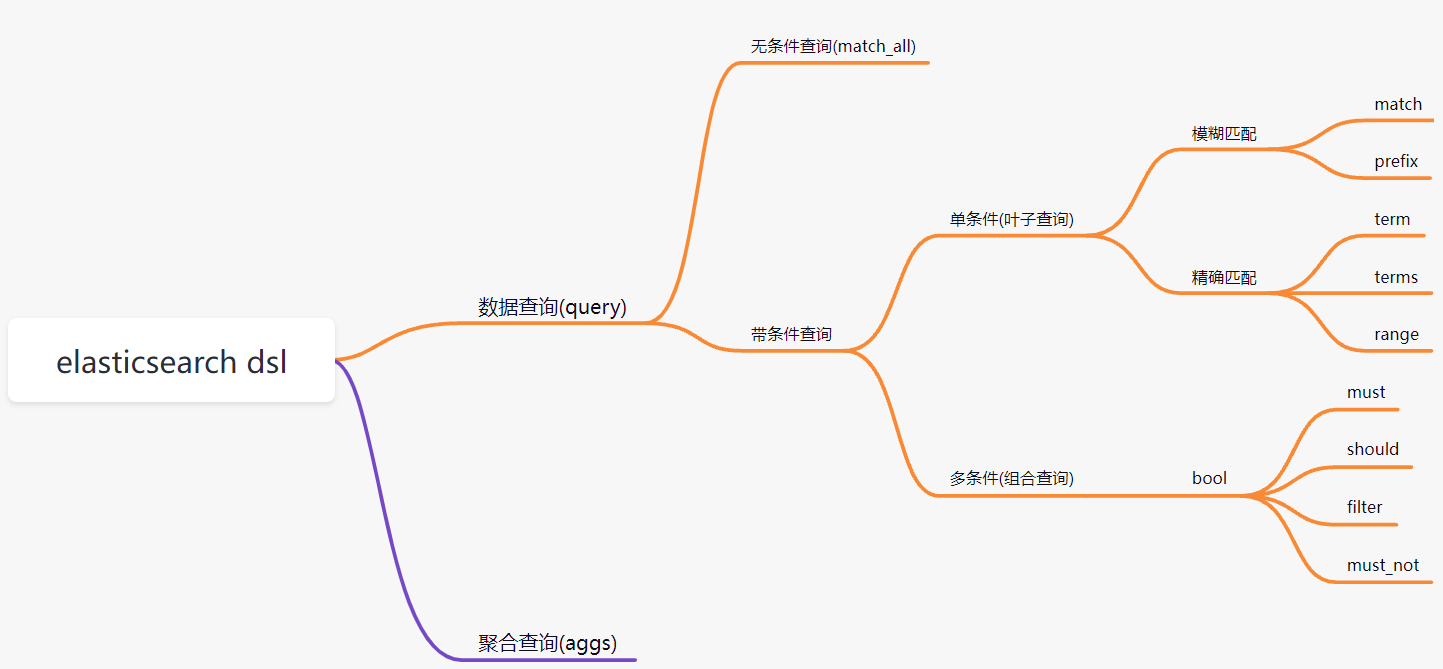 elasticsearch dsl
数据查询(query)
无条件查询(match_all)
带条件查询
单条件(叶子查询)
模糊匹配
match
prefix
精确匹配
term
terms
range
多条件(组合查询)
bool
must
should
filter
must_not
聚合查询(aggs)